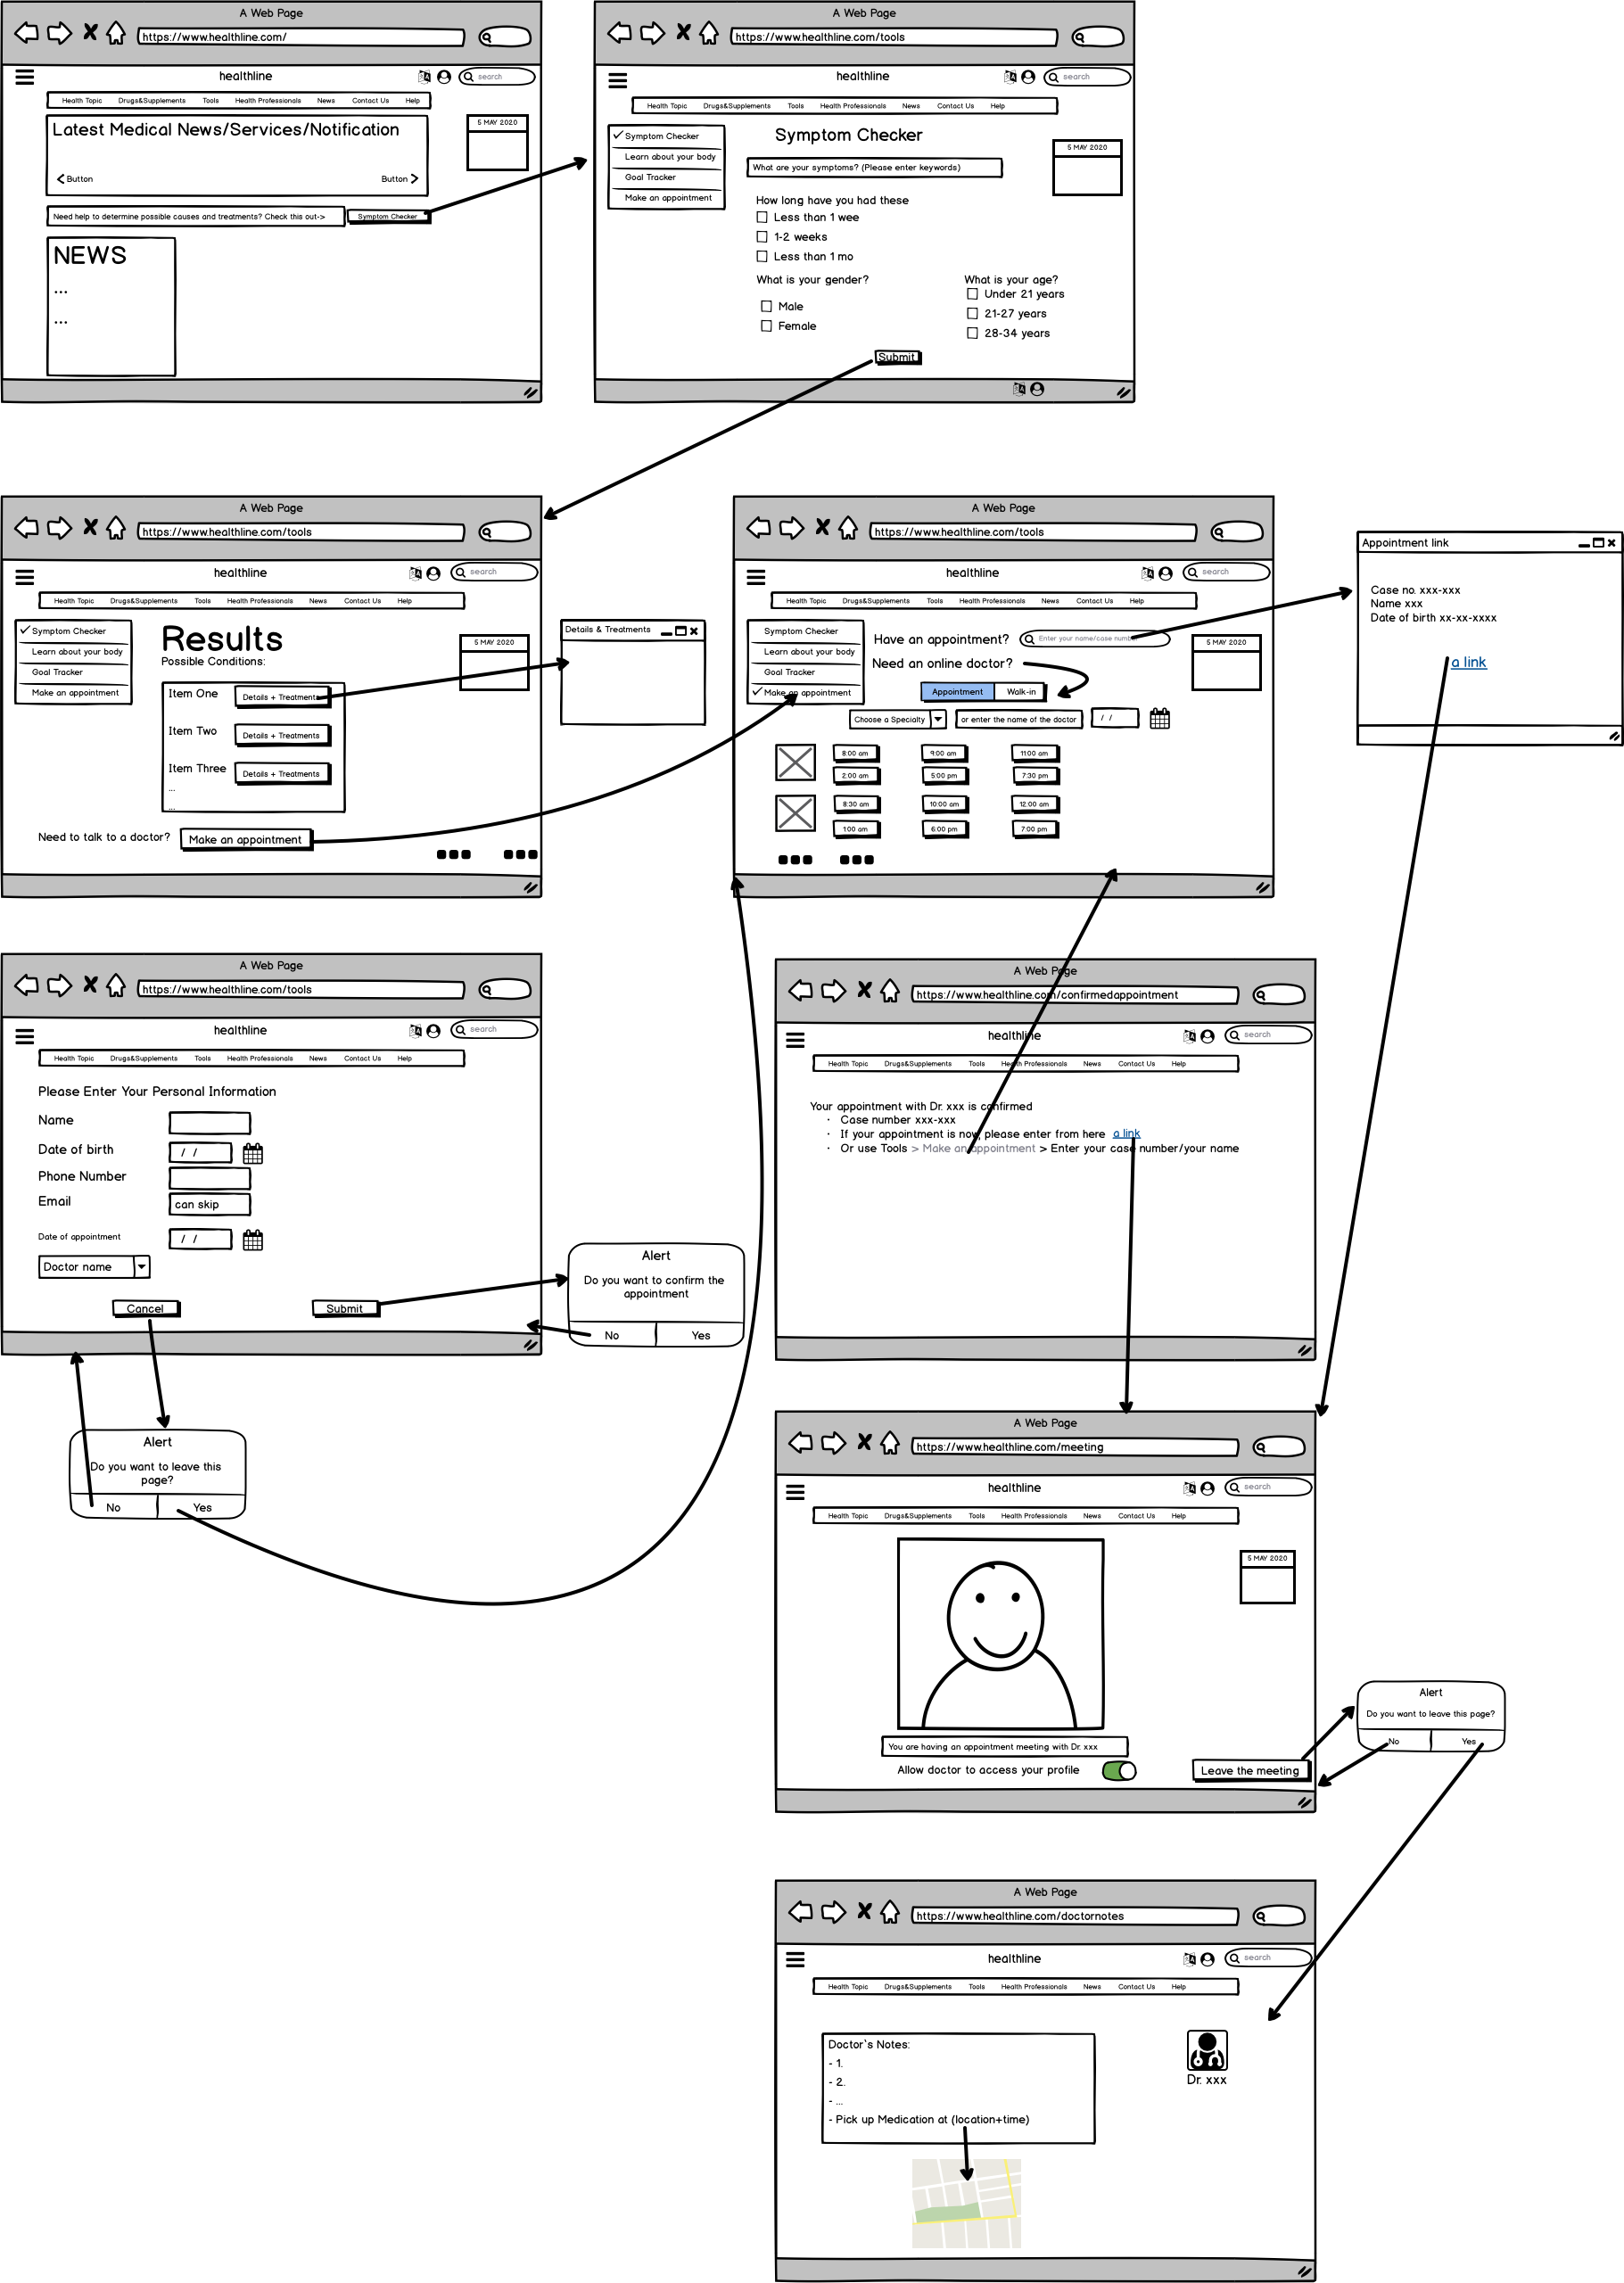 A Web Page
https://www.healthline.com/
healthline
search
Health Topic Drugs&Supplements Tools Health Professionals News Contact Us Help
Latest Medical News/Services/Notification
Button Button
5 MAY 2020
Need help to determine possible causes and treatments? Check this out-> Symptom Checker
NEWS
...
...
A Web Page
https://www.healthline.com/tools
healthline
search
Health Topic Drugs&Supplements Tools Health Professionals News Contact Us Help
Symptom Checker
Learn about your body
Goal Tracker
Make an appointment
Symptom Checker
5 MAY 2020
What are your symptoms? (Please enter keywords)
How long have you had these
Less than 1 wee
1-2 weeks
Less than 1 mo
What is your gender?
Male
Female
What is your age?
Under 21 years
21-27 years
28-34 years
Submit
A Web Page
https://www.healthline.com/tools
healthline
search
Health Topic Drugs&Supplements Tools Health Professionals News Contact Us Help
Symptom Checker
Learn about your body
Goal Tracker
Make an appointment
Results
Possible Conditions:
5 MAY 2020
Item One Details + Treatments
Item Two Details + Treatments
Item Three Details + Treatments
...
...
Need to talk to a doctor? Make an appointment
Details & Treatments
A Web Page
https://www.healthline.com/tools
healthline
search
Health Topic Drugs&Supplements Tools Health Professionals News Contact Us Help
Symptom Checker
Learn about your body
Goal Tracker
Make an appointment
Have an appointment? Enter your name/case number
Need an online doctor?
5 MAY 2020
Appointment Walk-in
Choose a Specialty or enter the name of the doctor / /
8:00 am 9:00 am 11:00 am
2:00 am 5:00 pm 7:30 pm
8:30 am 10:00 am 12:00 am
1:00 am 6:00 pm 7:00 pm
Appointment link
Case no. xxx-xxx
Name xxx
Date of birth xx-xx-xxxx
a link
A Web Page
https://www.healthline.com/tools
healthline
search
Health Topic Drugs&Supplements Tools Health Professionals News Contact Us Help
Please Enter Your Personal Information
Name
Date of birth / /
Phone Number
Email can skip
Date of appointment / /
Doctor name
Cancel Submit
Alert
Do you want to confirm the
appointment
No Yes
Alert
Do you want to leave this
page?
No Yes
A Web Page
https://www.healthline.com/confirmedappointment
healthline
search
Health Topic Drugs&Supplements Tools Health Professionals News Contact Us Help
Your appointment with Dr. xxx is confirmed
· Case number xxx-xxx
· If your appointment is now, please enter from here a link
· Or use Tools > Make an appointment > Enter your case number/your name
A Web Page
https://www.healthline.com/meeting
healthline
search
Health Topic Drugs&Supplements Tools Health Professionals News Contact Us Help
5 MAY 2020
You are having an appointment meeting with Dr. xxx
Allow doctor to access your profile
Leave the meeting
Alert
Do you want to leave this page?
No Yes
A Web Page
https://www.healthline.com/doctornotes
healthline
search
Health Topic Drugs&Supplements Tools Health Professionals News Contact Us Help
Doctor`s Notes:
- 1.
- 2.
- ...
- Pick up Medication at (location+time)
Dr. xxx